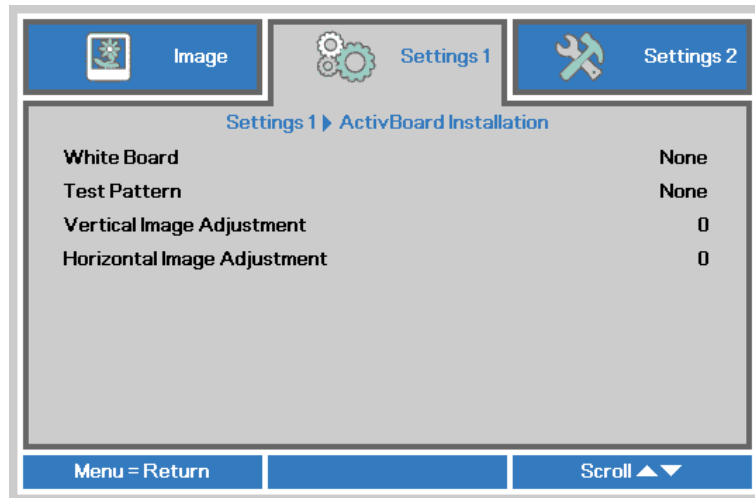 Image
Settings 1
Settings 2
Settings 1 ▶ ActivBoard Installation
White Board None
Test Pattern None
Vertical Image Adjustment 0
Horizontal Image Adjustment 0
Menu = Return
Scroll ▲▼